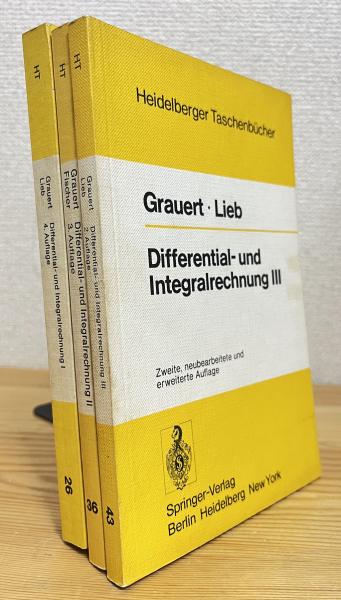 HT
Grauert
Lieb
Differential- und Integralrechnung I
4. Auflage
26
HT
Grauert
Fischer
Differential- und Integralrechnung II
3. Auflage
36
HT
Grauert
Lieb
Differential- und Integralrechnung III
2. Auflage
43
Heidelberger Taschenbücher
Grauert · Lieb
Differential- und
Integralrechnung III
Zweite, neubearbeitete und
erweiterte Auflage
Springer-Verlag
Berlin Heidelberg New York